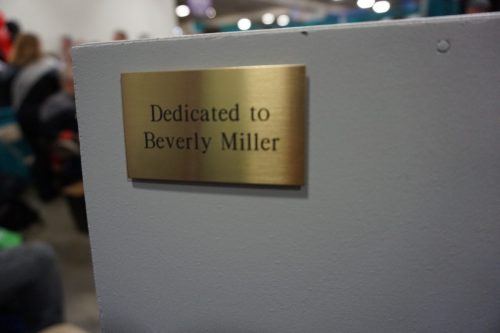 Dedicated to
Beverly Miller